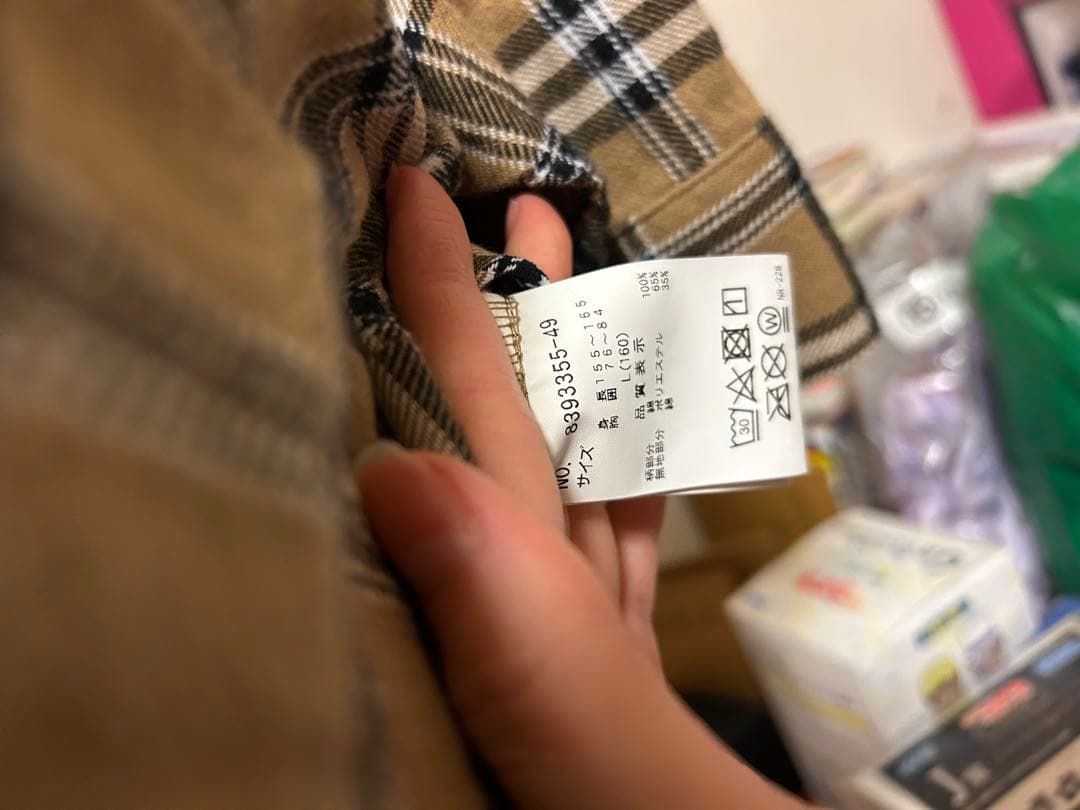 NO. 8393355-49
サイズ 身長 155～165
胸囲 76～84
L(160)
品質表示
柄部分 綿 100%
無地部分 ポリエステル 65%
綿 35%
30
W
NR-228